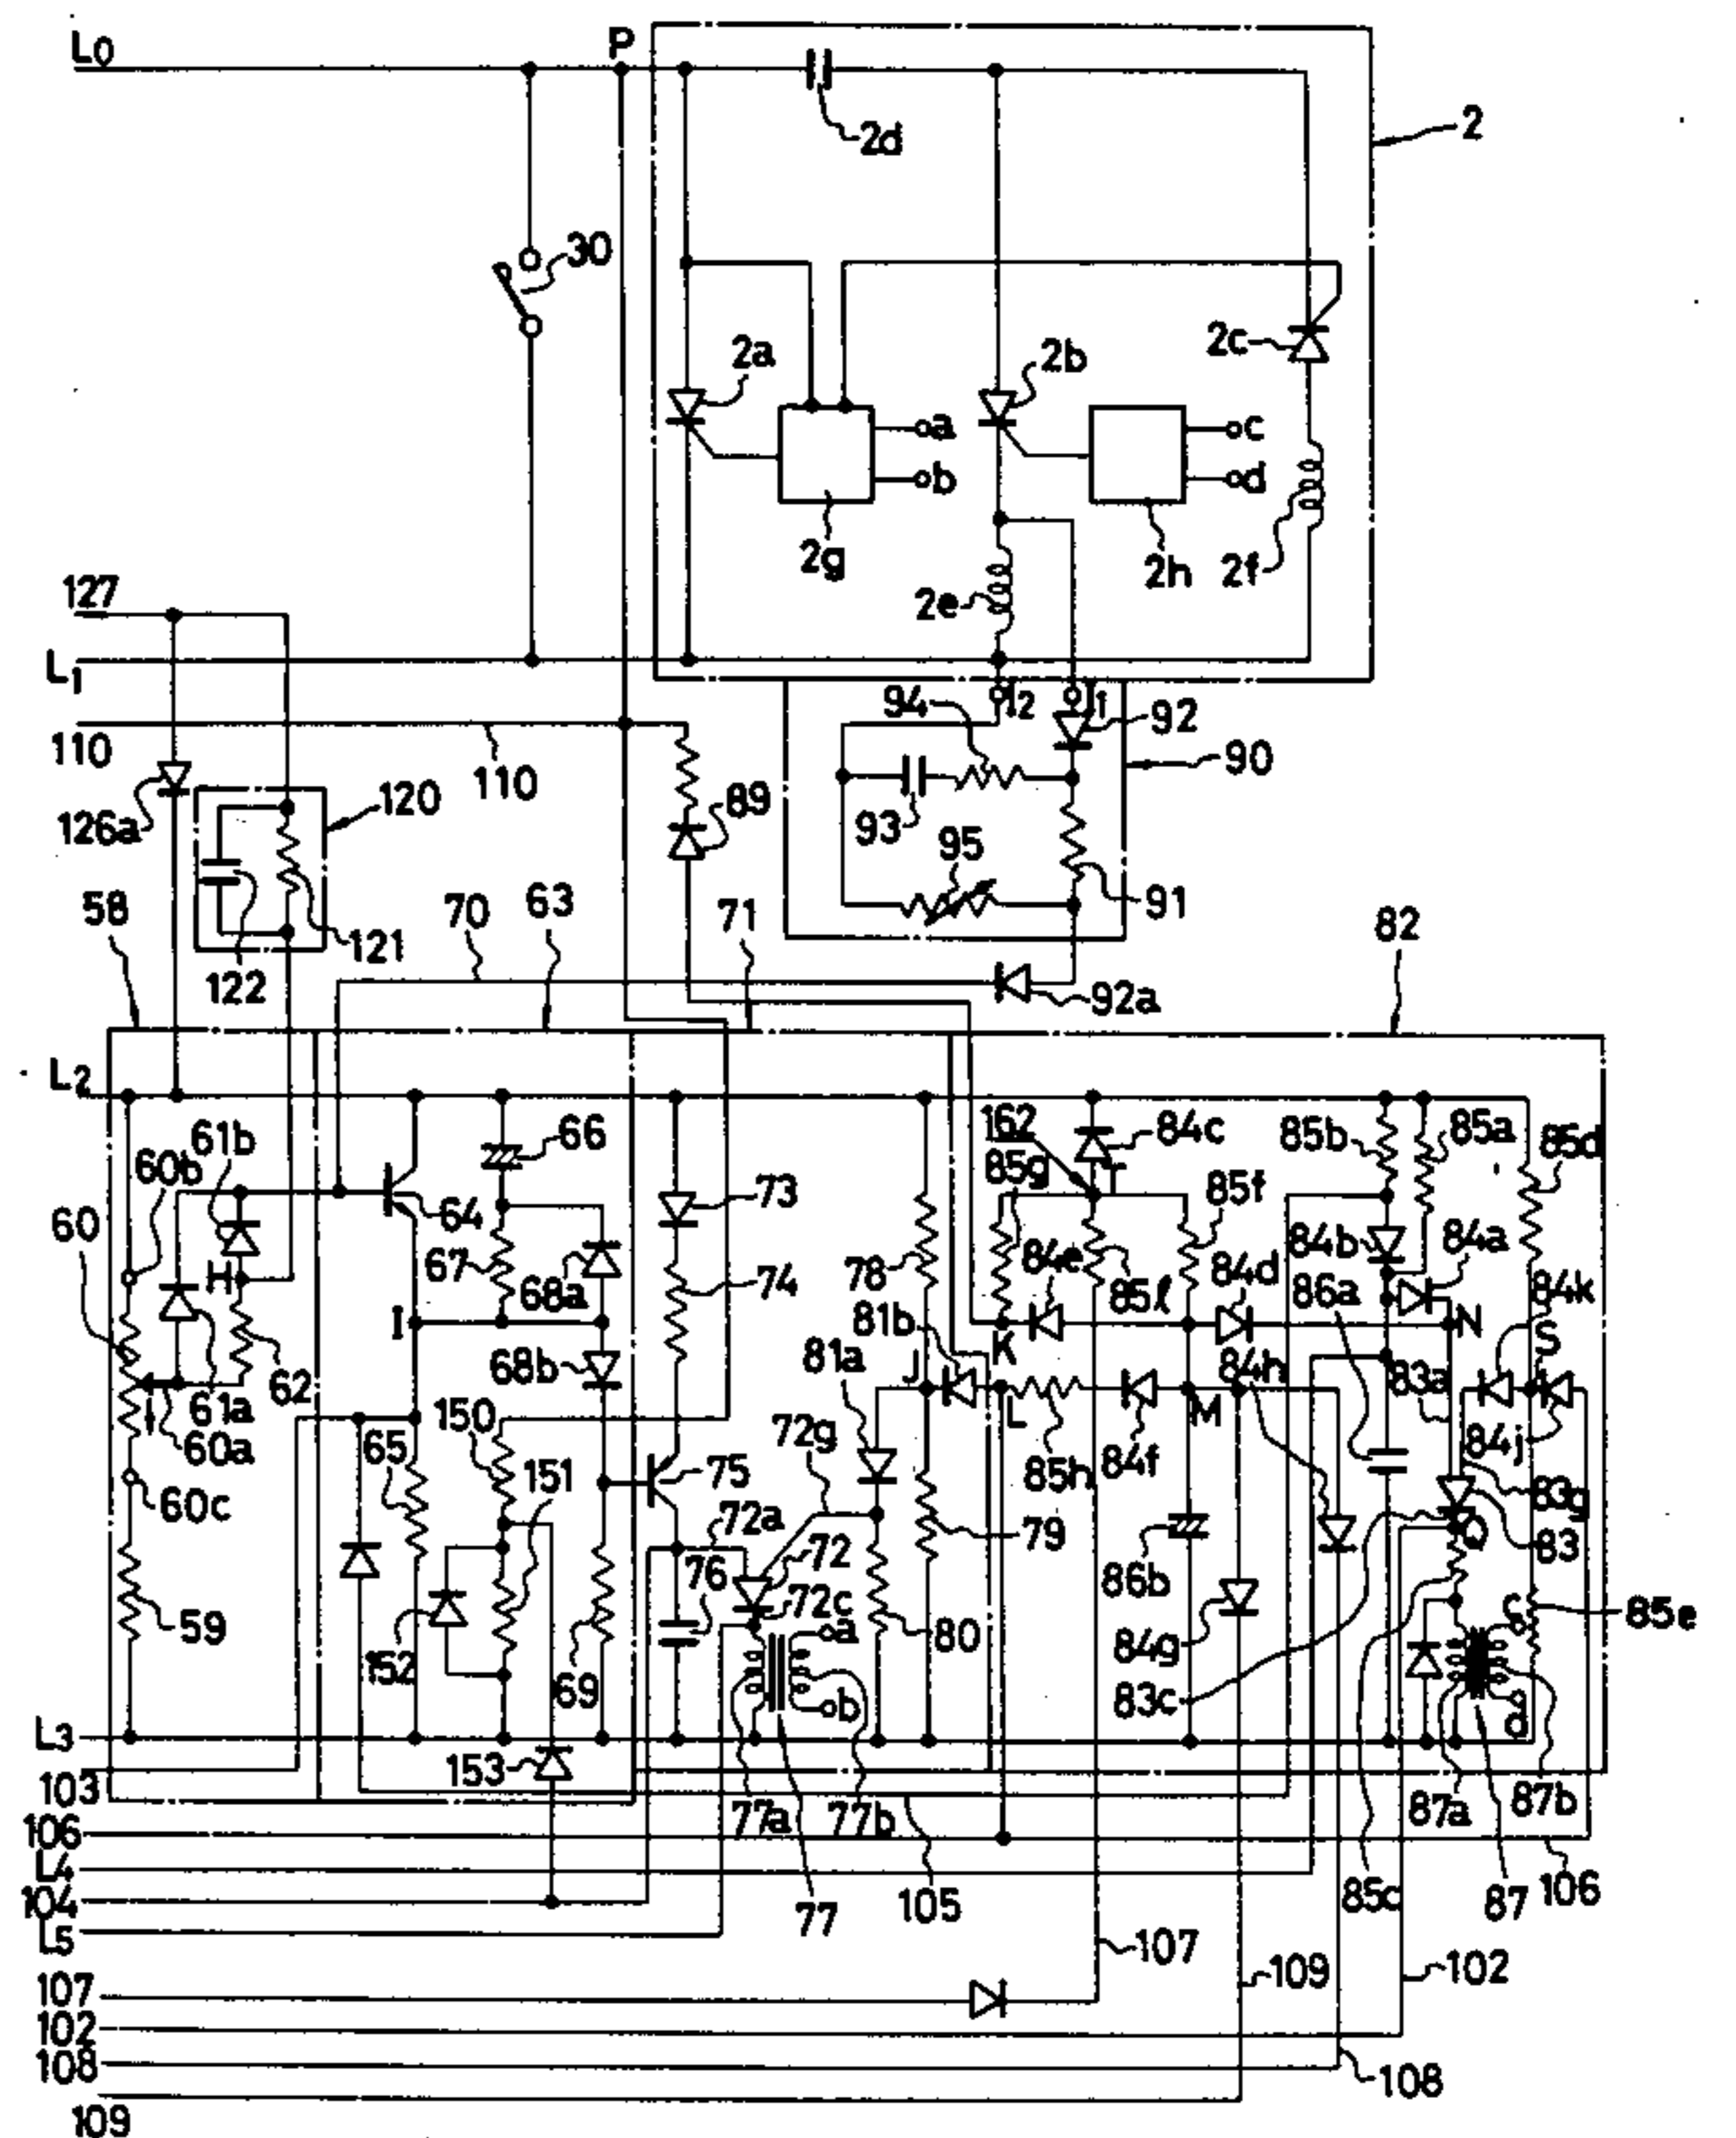 L0 P
2d 2
30
2a 2b 2c
a c
b d
2g 2h 2f
2e
127
L1
94 l2 l1 92
110 110 90
126a 120 89 93
95
91
58 70 63 71 82
122 121
92a
L2
61b 66 162 84c 85b 85a 85d
60b 85g T
60 64 73 85f
67 68a 78 84e 84b 84a
H 74 85l 84d 86a 84k
I 81b K N S
62 68b 81a J 84h 83a
61a 150 L M
60a 72g 85h 84f 84j
65 75 83g
60c 151 72a 79 Q 83
76 72 86b
59 72c 80 84g c 85e
152 69 a 83c
b d
L3 153
103 77a 77b 87a 87b
106
L4
104 77 105 85c 87 106
L5
107 107 109 102
102
108 108
109